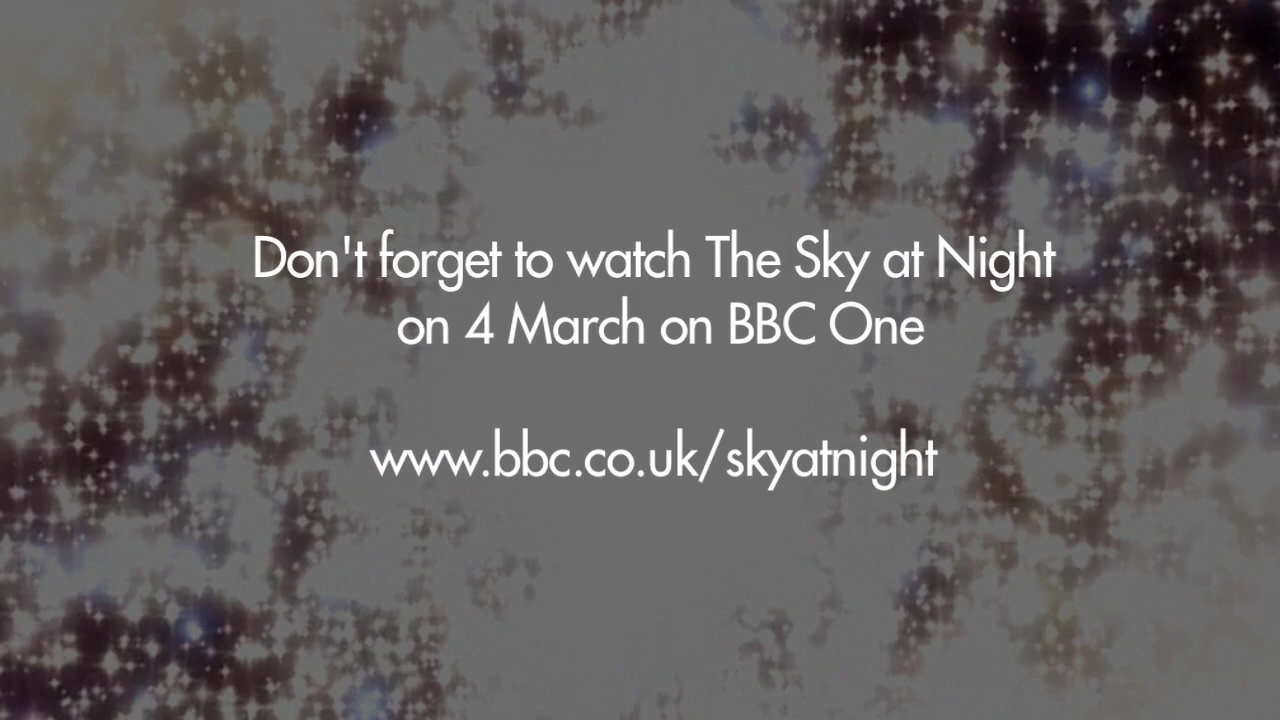 Don't forget to watch The Sky at Night
on 4 March on BBC One
www.bbc.co.uk/skyatnight